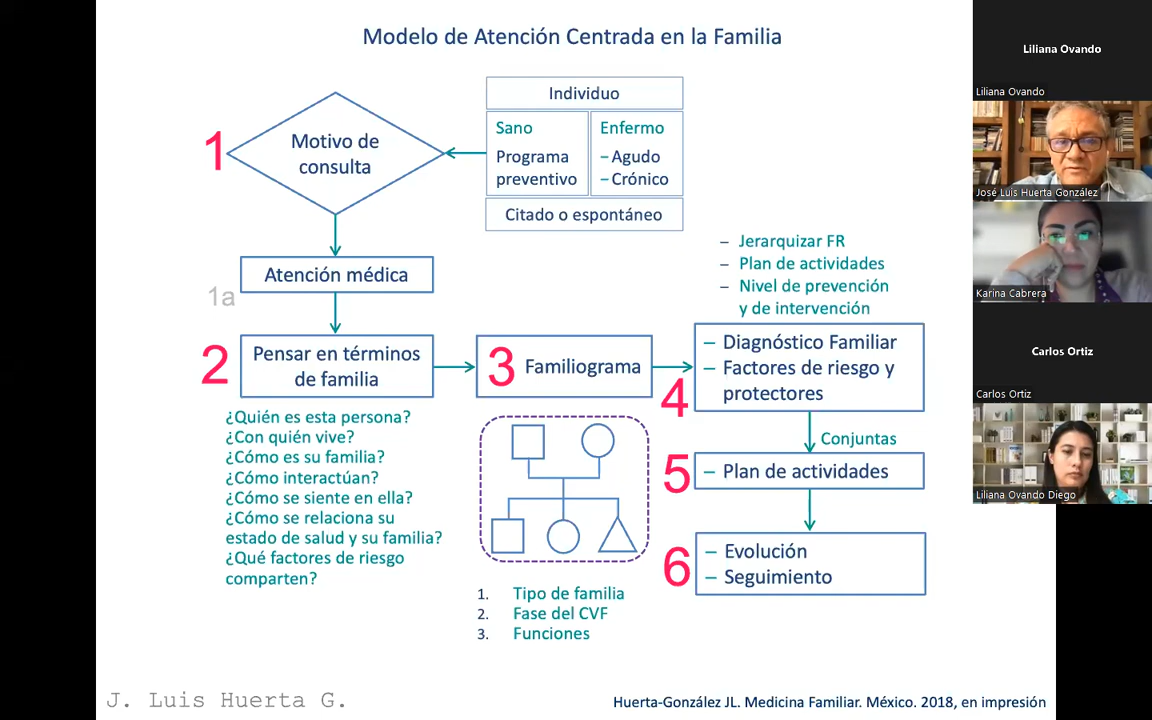 Modelo de Atención Centrada en la Familia
1
Motivo de
consulta
Individuo
Sano
Programa
preventivo
Enfermo
– Agudo
– Crónico
Citado o espontáneo
Atención médica
1a
2
Pensar en términos
de familia
¿Quién es esta persona?
¿Con quién vive?
¿Cómo es su familia?
¿Cómo interactúan?
¿Cómo se siente en ella?
¿Cómo se relaciona su
estado de salud y su familia?
¿Qué factores de riesgo
comparten?
3
Familiograma
1. Tipo de familia
2. Fase del CVF
3. Funciones
– Jerarquizar FR
– Plan de actividades
– Nivel de prevención
y de intervención
4
– Diagnóstico Familiar
– Factores de riesgo y
protectores
Conjuntas
5
– Plan de actividades
6
– Evolución
– Seguimiento
J. Luis Huerta G.
Huerta-González JL. Medicina Familiar. México. 2018, en impresión
Liliana Ovando
Liliana Ovando
José Luis Huerta González
Karina Cabrera
Carlos Ortiz
Carlos Ortiz
Liliana Ovando Diego